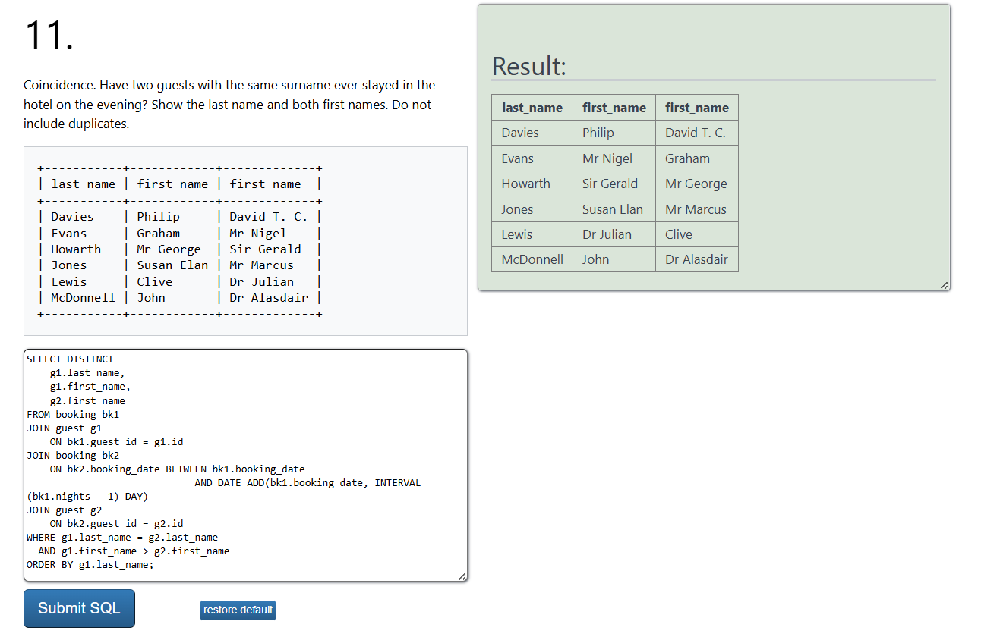 11.
Coincidence. Have two guests with the same surname ever stayed in the
hotel on the evening? Show the last name and both first names. Do not
include duplicates.
+-----------+------------+-------------+
| last_name | first_name | first_name  |
+-----------+------------+-------------+
| Davies    | Philip     | David T. C. |
| Evans     | Graham     | Mr Nigel    |
| Howarth   | Mr George  | Sir Gerald  |
| Jones     | Susan Elan | Mr Marcus   |
| Lewis     | Clive      | Dr Julian   |
| McDonnell | John       | Dr Alasdair |
+-----------+------------+-------------+
SELECT DISTINCT
    g1.last_name,
    g1.first_name,
    g2.first_name
FROM booking bk1
JOIN guest g1
    ON bk1.guest_id = g1.id
JOIN booking bk2
    ON bk2.booking_date BETWEEN bk1.booking_date
                             AND DATE_ADD(bk1.booking_date, INTERVAL
(bk1.nights - 1) DAY)
JOIN guest g2
    ON bk2.guest_id = g2.id
WHERE g1.last_name = g2.last_name
  AND g1.first_name > g2.first_name
ORDER BY g1.last_name;
Submit SQL
restore default
Result:
last_name first_name first_name
Davies Philip David T. C.
Evans Mr Nigel Graham
Howarth Sir Gerald Mr George
Jones Susan Elan Mr Marcus
Lewis Dr Julian Clive
McDonnell John Dr Alasdair